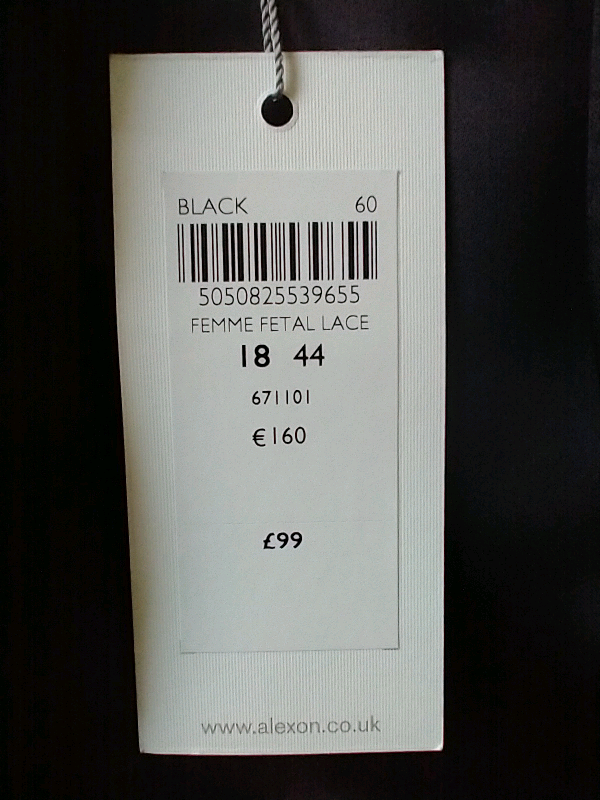 BLACK 60
5050825539655
FEMME FETAL LACE
18 44
671101
€160
£99
www.alexon.co.uk